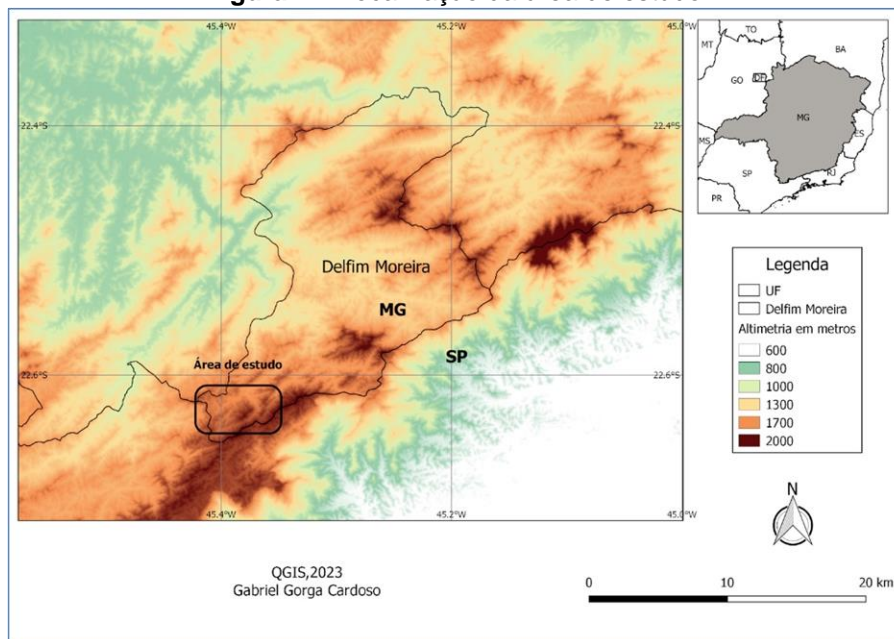 45.4°W
45.2°W
45.0°W
22.4°S
22.4°S
Delfim Moreira
MG
SP
22.6°S
22.6°S
Área de estudo
45.4°W
45.2°W
45.0°W
TO
MT
BA
GO
DF
MG
MS
ES
SP
RJ
PR
Legenda
UF
Delfim Moreira
Altimetria em metros
600
800
1000
1300
1700
2000
N
QGIS,2023
Gabriel Gorga Cardoso
0
10
20 km